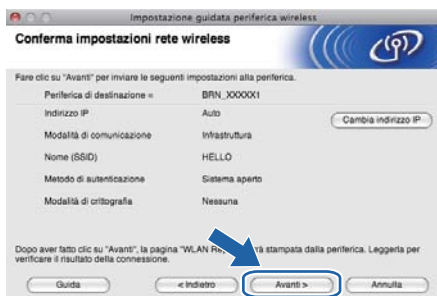 Impostazione guidata periferica wireless
Conferma impostazioni rete wireless
Fare clic su "Avanti" per inviare le seguenti impostazioni alla periferica.
Periferica di destinazione = BRN_XXXXX1
Indirizzo IP Auto
Cambia indirizzo IP
Modalità di comunicazione Infrastruttura
Nome (SSID) HELLO
Metodo di autenticazione Sistema aperto
Modalità di crittografia Nessuna
Dopo aver fatto clic su "Avanti", la pagina "WLAN Re rà stampata dalla periferica. Leggerla per
verificare il risultato della connessione.
Guida < Indietro Avanti > Annulla